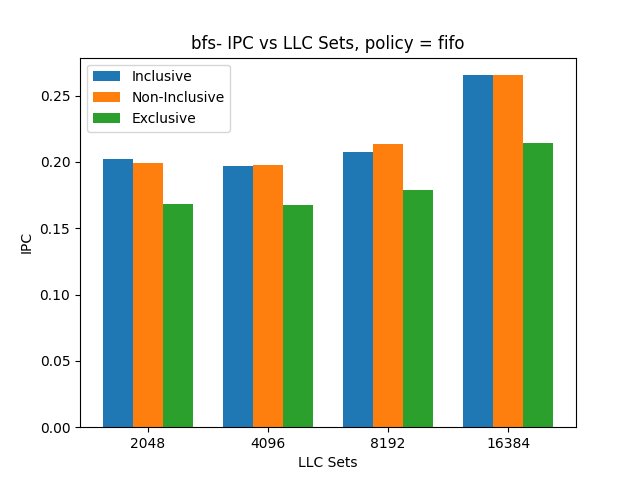 bfs- IPC vs LLC Sets, policy = fifo
Inclusive
Non-Inclusive
Exclusive
IPC
0.25
0.20
0.15
0.10
0.05
0.00
2048 4096 8192 16384
LLC Sets